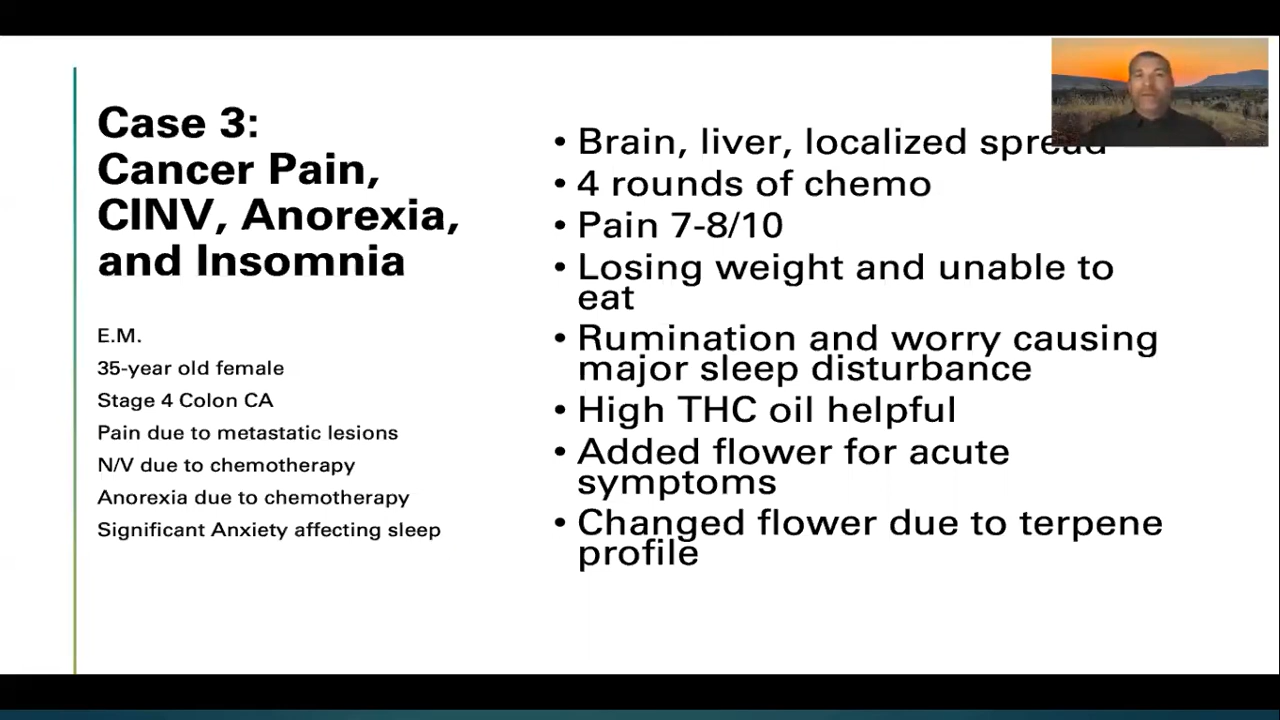 Case 3:
Cancer Pain,
CINV, Anorexia,
and Insomnia
E.M.
35-year old female
Stage 4 Colon CA
Pain due to metastatic lesions
N/V due to chemotherapy
Anorexia due to chemotherapy
Significant Anxiety affecting sleep
• Brain, liver, localized spread
• 4 rounds of chemo
• Pain 7-8/10
• Losing weight and unable to
eat
• Rumination and worry causing
major sleep disturbance
• High THC oil helpful
• Added flower for acute
symptoms
• Changed flower due to terpene
profile